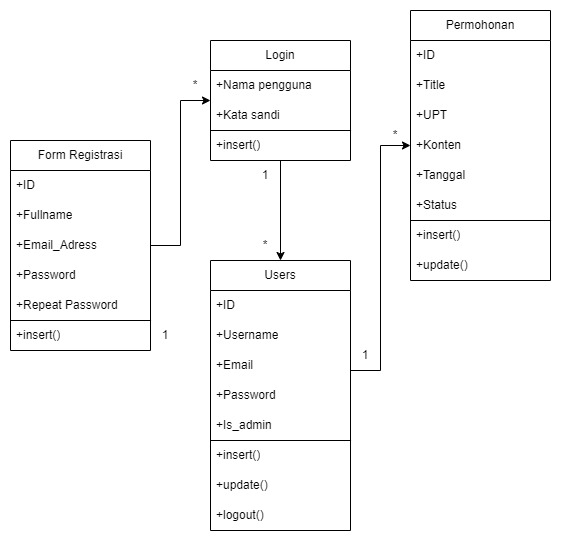 Form Registrasi
+ID
+Fullname
+Email_Adress
+Password
+Repeat Password
+insert()
1
*
Login
+Nama pengguna
+Kata sandi
+insert()
1
*
Users
+ID
+Username
+Email
+Password
+Is_admin
+insert()
+update()
+logout()
1
*
Permohonan
+ID
+Title
+UPT
+Konten
+Tanggal
+Status
+insert()
+update()